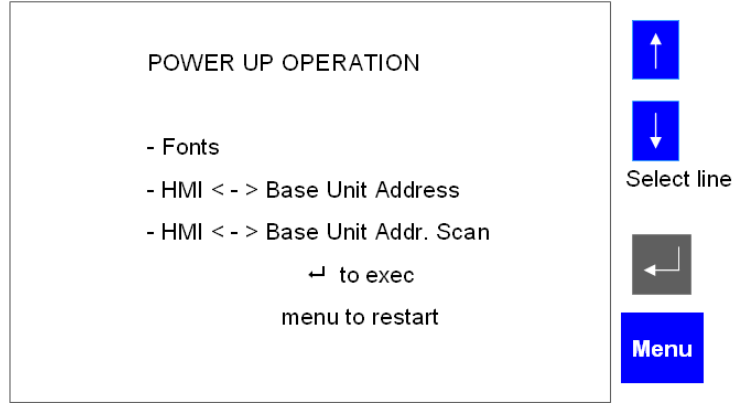 POWER UP OPERATION
- Fonts
- HMI < - > Base Unit Address
- HMI < - > Base Unit Addr. Scan
↵ to exec
menu to restart
Select line
Menu